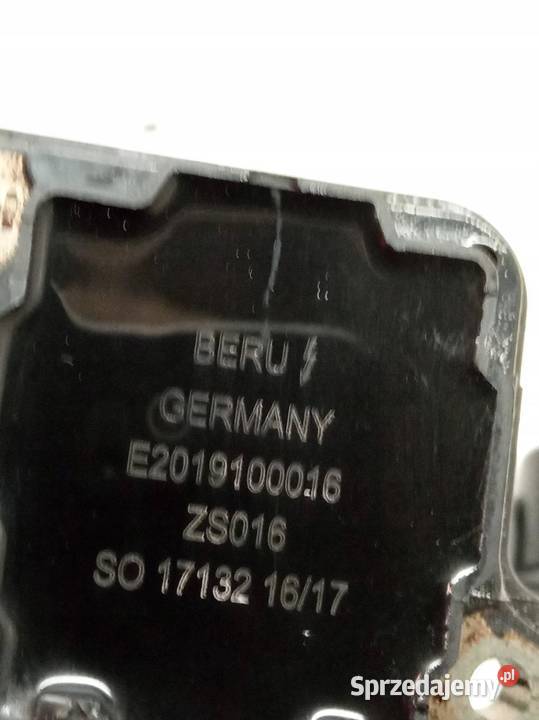 BERU
GERMANY
E2019100016
ZS016
SO 17132 16/17
Sprzedajemy.pl